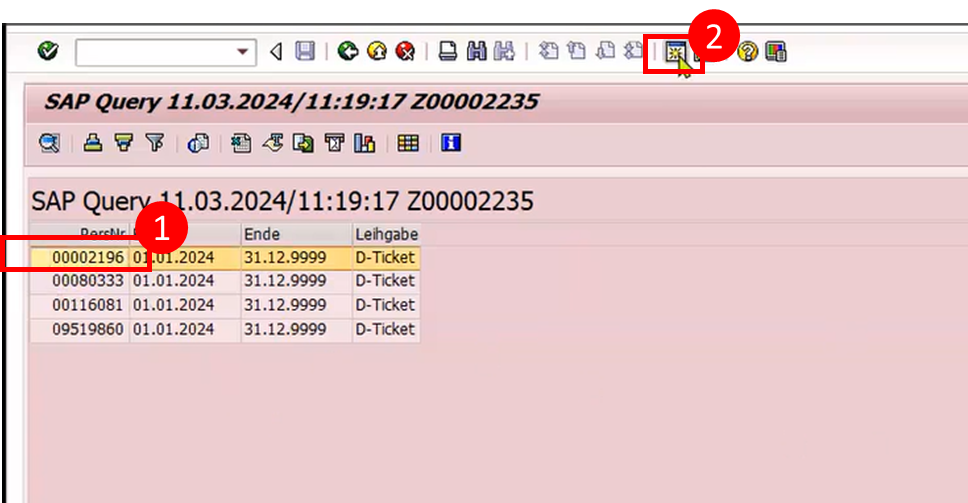 2
SAP Query 11.03.2024/11:19:17 Z00002235
SAP Query 11.03.2024/11:19:17 Z00002235
1
PersNr Ende Leihgabe
00002196 01.01.2024 31.12.9999 D-Ticket
00080333 01.01.2024 31.12.9999 D-Ticket
00116081 01.01.2024 31.12.9999 D-Ticket
09519860 01.01.2024 31.12.9999 D-Ticket